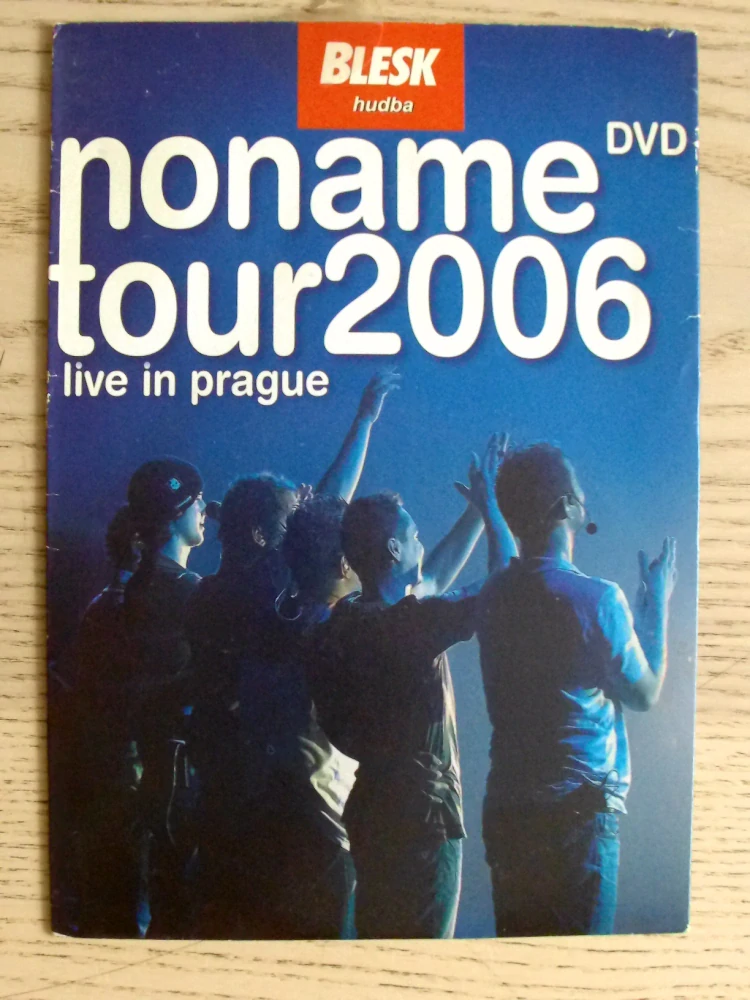 BLESK
hudba
noname DVD
tour2006
live in prague